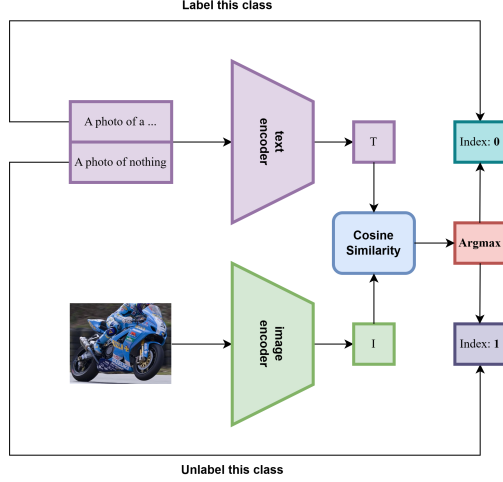 Label this class
A photo of a ...
A photo of nothing
text
encoder
T
Index: 0
Cosine
Similarity
Argmax
image
encoder
I
Index: 1
Unlabel this class